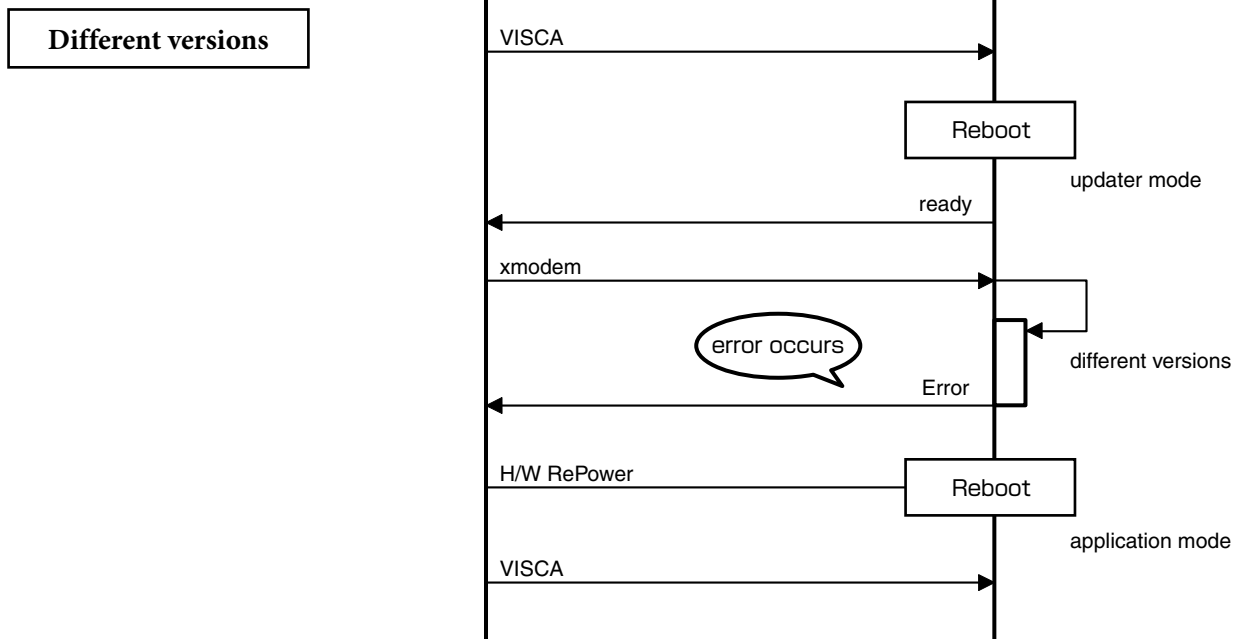 Different versions
VISCA
Reboot
updater mode
ready
xmodem
error occurs
different versions
Error
H/W RePower
Reboot
application mode
VISCA